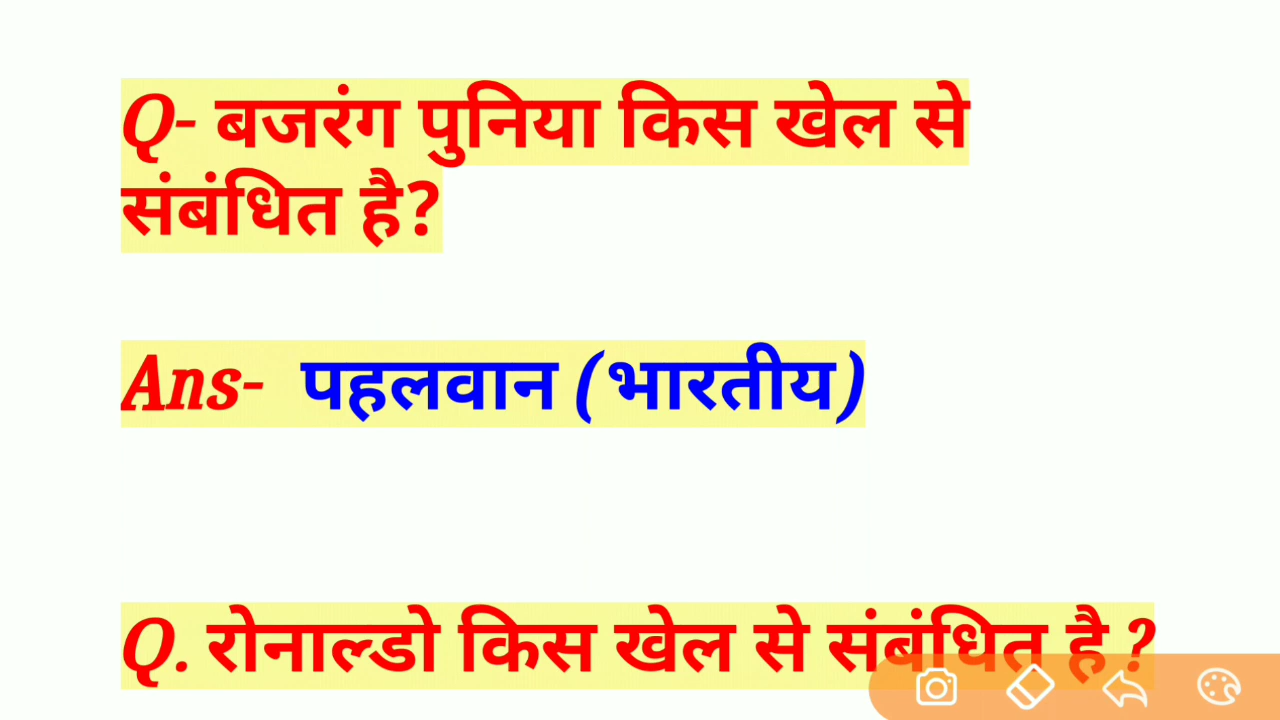 Q- बजरंग पुनिया किस खेल से
संबंधित है?
Ans- पहलवान (भारतीय)
Q. रोनाल्डो किस खेल से संबंधित है ?